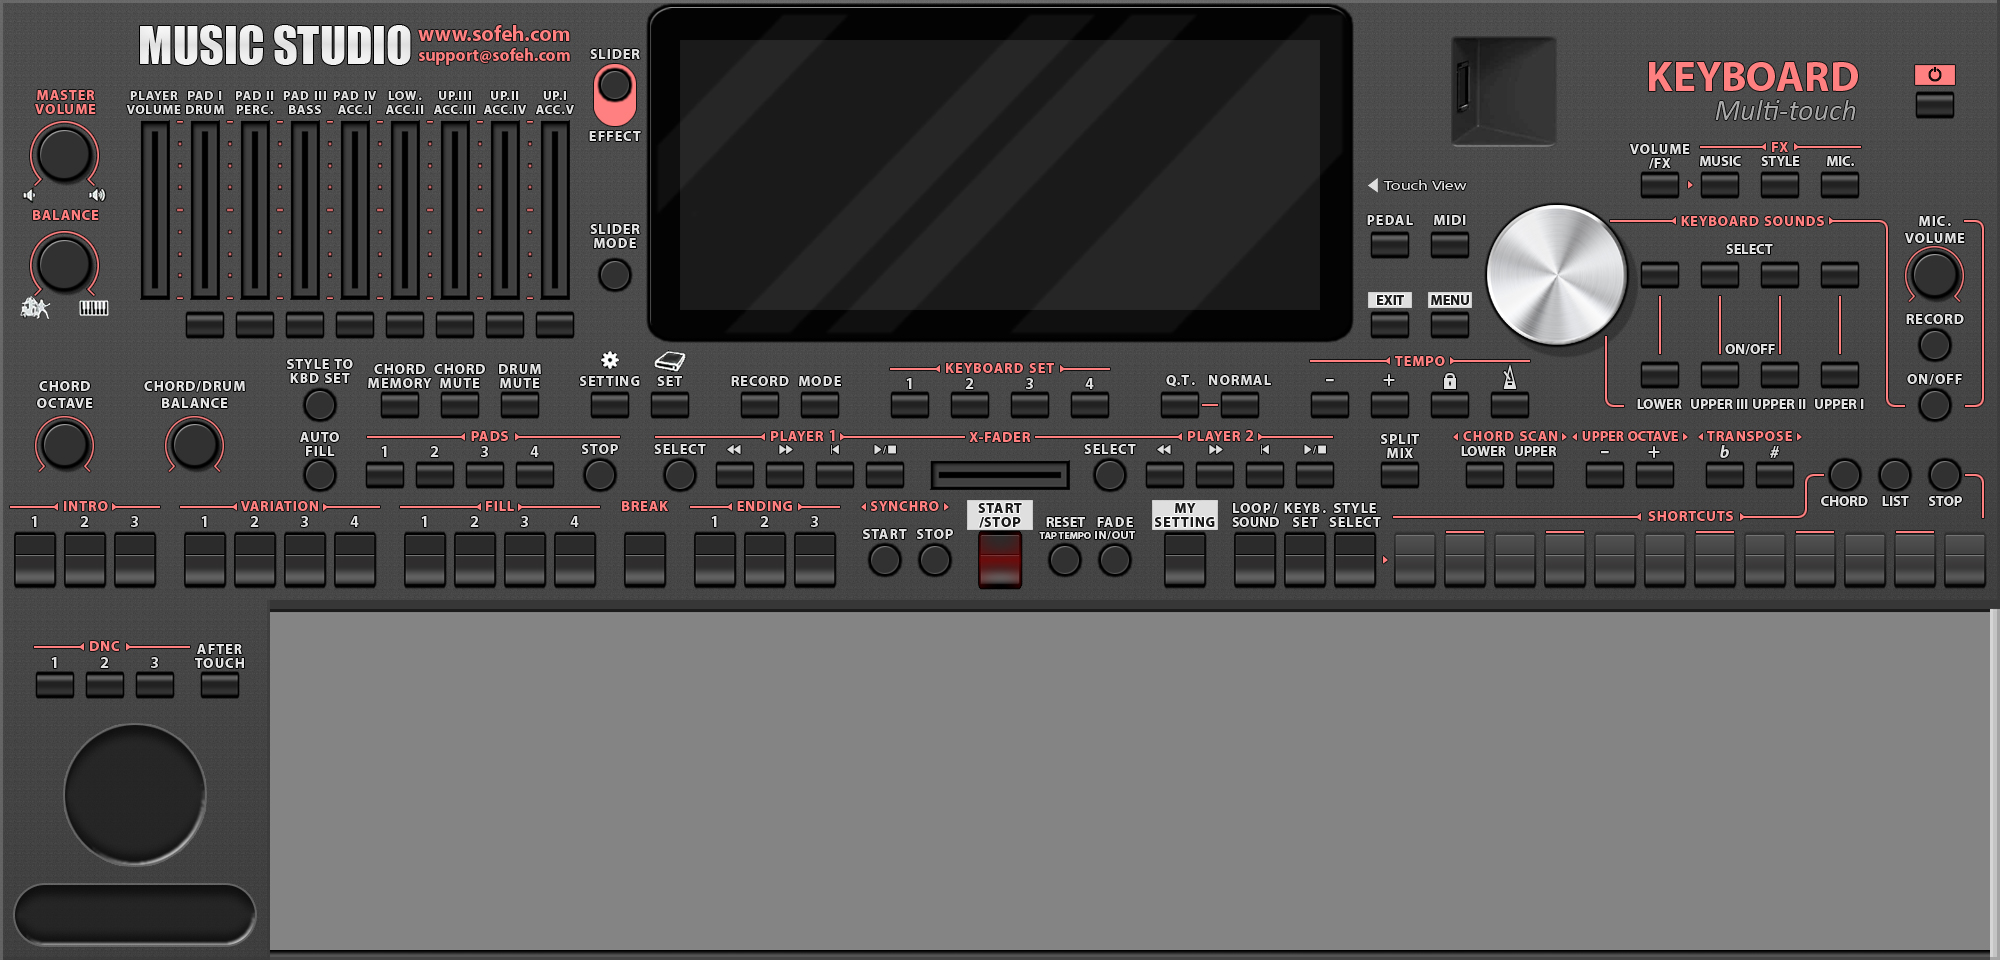 MUSIC STUDIO
www.sofeh.com
support@sofeh.com
SLIDER
EFFECT
SLIDER
MODE
KEYBOARD
Multi-touch
MASTER
VOLUME
BALANCE
PLAYER
VOLUME
PAD I
DRUM
PAD II
PERC.
PAD III
BASS
PAD IV
ACC.I
LOW.
ACC.II
UP.III
ACC.III
UP.II
ACC.IV
UP.I
ACC.V
VOLUME
/FX
FX
MUSIC
STYLE
MIC.
Touch View
PEDAL
MIDI
EXIT
MENU
KEYBOARD SOUNDS
SELECT
ON/OFF
LOWER
UPPER III
UPPER II
UPPER I
MIC.
VOLUME
RECORD
ON/OFF
CHORD
OCTAVE
CHORD/DRUM
BALANCE
STYLE TO
KBD SET
CHORD
MEMORY
CHORD
MUTE
DRUM
MUTE
SETTING
SET
RECORD
MODE
KEYBOARD SET
1 2 3 4
Q.T.
NORMAL
TEMPO
− +
AUTO
FILL
PADS
1 2 3 4
STOP
SELECT
PLAYER 1
X-FADER
SELECT
PLAYER 2
SPLIT
MIX
CHORD SCAN
LOWER UPPER
UPPER OCTAVE
− +
TRANSPOSE
b #
CHORD
LIST
STOP
INTRO
1 2 3
VARIATION
1 2 3 4
FILL
1 2 3 4
BREAK
ENDING
1 2 3
SYNCHRO
START STOP
START
/STOP
RESET
TAP TEMPO
FADE
IN/OUT
MY
SETTING
LOOP/
SOUND
KEYB.
SET
STYLE
SELECT
SHORTCUTS
DNC
1 2 3
AFTER
TOUCH